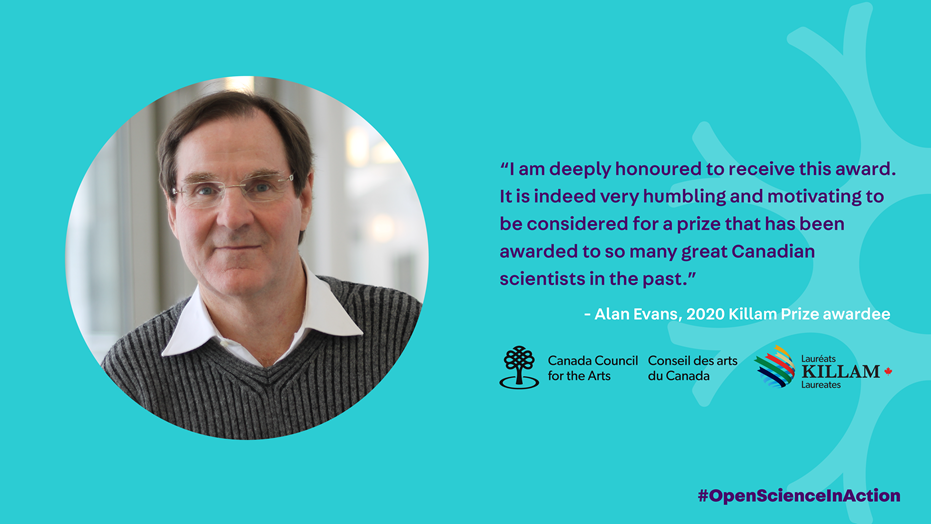 “I am deeply honoured to receive this award.
It is indeed very humbling and motivating to
be considered for a prize that has been
awarded to so many great Canadian
scientists in the past.”
– Alan Evans, 2020 Killam Prize awardee
Canada Council
for the Arts
Conseil des arts
du Canada
Lauréats
KILLAM
Laureates
#OpenScienceInAction